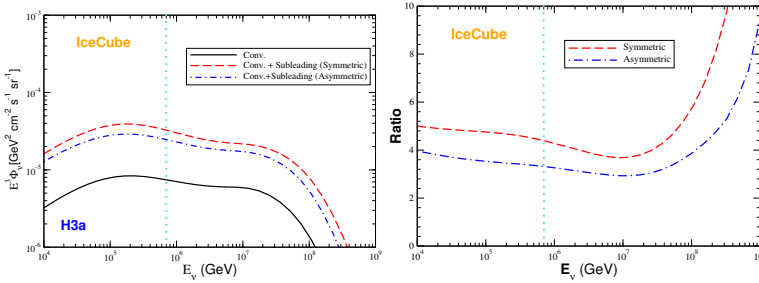 10^-3
10^-4
10^-5
10^-6
E^3Φ_ν[GeV^2 cm^-2 s^-1 sr^-1]
IceCube
Conv.
Conv. + Subleading (Symmetric)
Conv.+Subleading (Asymmetric)
H3a
10^4 10^5 10^6 10^7 10^8 10^9
E_ν (GeV)
10
8
6
4
2
0
Ratio
IceCube
Symmetric
Asymmetric
10^4 10^5 10^6 10^7 10^8
E_ν (GeV)